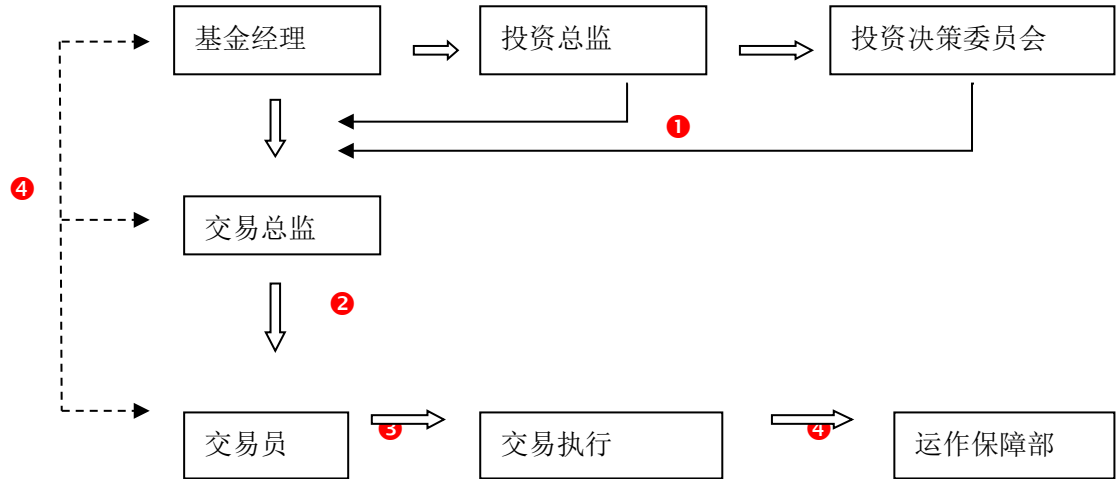 基金经理
投资总监
投资决策委员会
❶
❹
交易总监
❷
交易员
❸
交易执行
❹
运作保障部